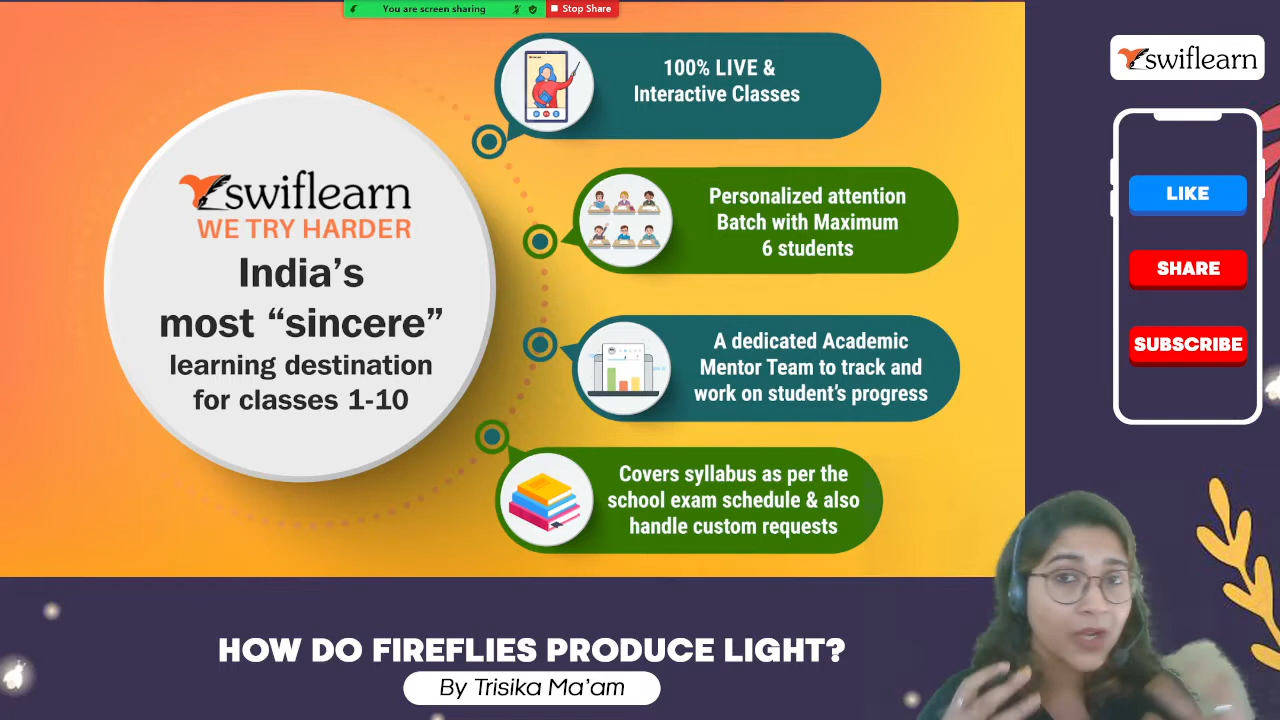 You are screen sharing
Stop Share
swiflearn
WE TRY HARDER
India's
most “sincere”
learning destination
for classes 1-10
100% LIVE &
Interactive Classes
Personalized attention
Batch with Maximum
6 students
A dedicated Academic
Mentor Team to track and
work on student's progress
Covers syllabus as per the
school exam schedule & also
handle custom requests
swiflearn
LIKE
SHARE
SUBSCRIBE
HOW DO FIREFLIES PRODUCE LIGHT?
By Trisika Ma'am